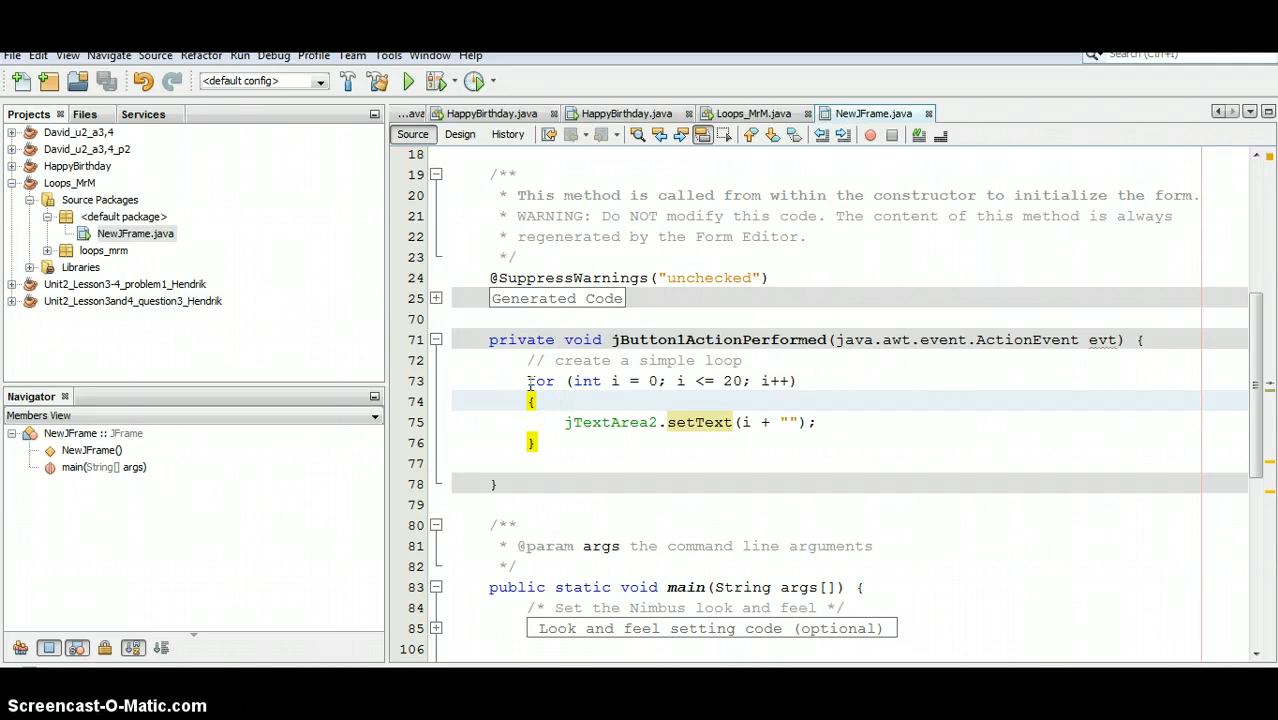 File Edit View Navigate Source Refactor Run Debug Profile Team Tools Window Help
Search (Ctrl+I)
<default config>
Projects Files Services
David_u2_a3,4
David_u2_a3,4_p2
HappyBirthday
Loops_MrM
Source Packages
<default package>
NewJFrame.java
loops_mrm
Libraries
Unit2_Lesson3-4_problem1_Hendrik
Unit2_Lesson3and4_question3_Hendrik
Navigator
Members View
NewJFrame :: JFrame
NewJFrame()
main(String[] args)
...ava HappyBirthday.java HappyBirthday.java Loops_MrM.java NewJFrame.java
Source Design History
18
19 /**
20 * This method is called from within the constructor to initialize the form.
21 * WARNING: Do NOT modify this code. The content of this method is always
22 * regenerated by the Form Editor.
23 */
24 @SuppressWarnings("unchecked")
25 Generated Code
70
71 private void jButton1ActionPerformed(java.awt.event.ActionEvent evt) {
72 // create a simple loop
73 for (int i = 0; i <= 20; i++)
74 {
75 jTextArea2.setText(i + "");
76 }
77
78 }
79
80 /**
81 * @param args the command line arguments
82 */
83 public static void main(String args[]) {
84 /* Set the Nimbus look and feel */
85 Look and feel setting code (optional)
106
Screencast-O-Matic.com